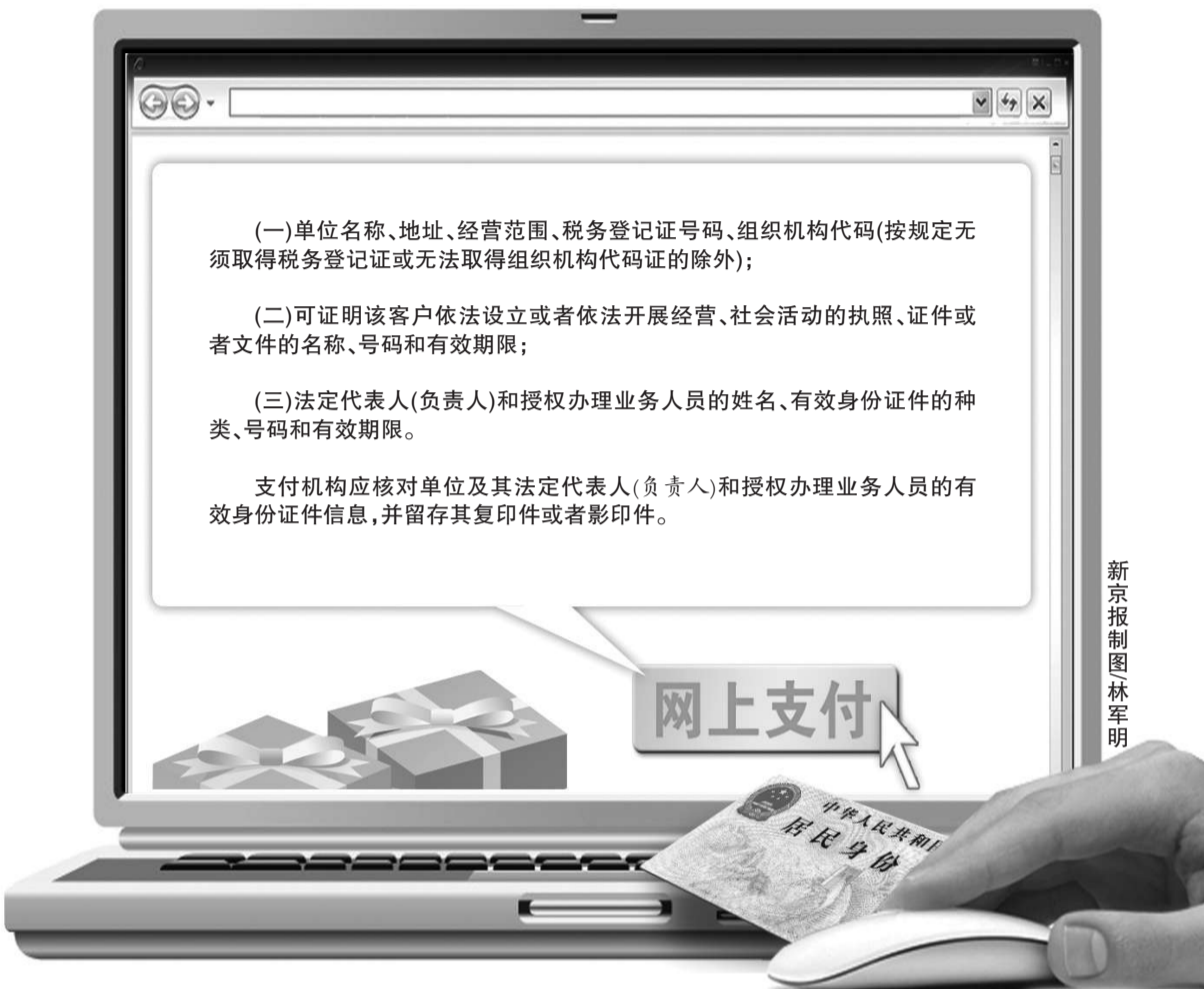 (一)单位名称、地址、经营范围、税务登记证号码、组织机构代码(按规定无
须取得税务登记证或无法取得组织机构代码证的除外);
(二)可证明该客户依法设立或者依法开展经营、社会活动的执照、证件或
者文件的名称、号码和有效期限;
(三)法定代表人(负责人)和授权办理业务人员的姓名、有效身份证件的种
类、号码和有效期限。
支付机构应核对单位及其法定代表人(负责人)和授权办理业务人员的有
效身份证件信息,并留存其复印件或者影印件。
网上支付
中华人民共和
居民身份
新京报制图/林军明